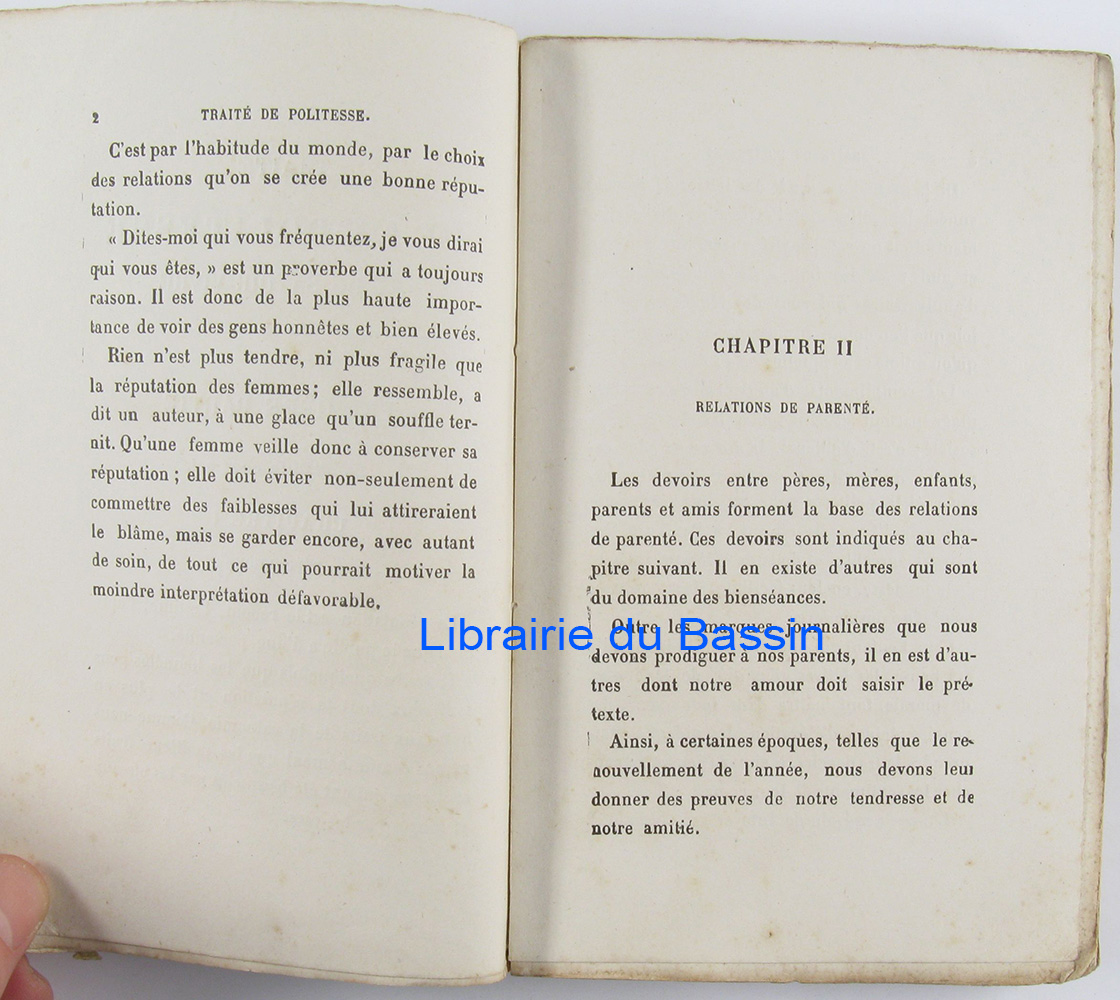 2 TRAITÉ DE POLITESSE.
C'est par l'habitude du monde, par le choix
des relations qu'on se crée une bonne répu-
tation.
« Dites-moi qui vous fréquentez, je vous dirai
qui vous êtes, » est un proverbe qui a toujours
raison. Il est donc de la plus haute impor-
tance de voir des gens honnêtes et bien élevés.
Rien n'est plus tendre, ni plus fragile que
la réputation des femmes ; elle ressemble, a
dit un auteur, à une glace qu'un souffle ter-
nit. Qu'une femme veille donc à conserver sa
réputation ; elle doit éviter non-seulement de
commettre des faiblesses qui lui attireraient
le blâme, mais se garder encore, avec autant
de soin, de tout ce qui pourrait motiver la
moindre interprétation défavorable.
CHAPITRE II
RELATIONS DE PARENTÉ.
Les devoirs entre pères, mères, enfants,
parents et amis forment la base des relations
de parenté. Ces devoirs sont indiqués au cha-
pitre suivant. Il en existe d'autres qui sont
du domaine des bienséances.
Outre les marques journalières que nous
devons prodiguer à nos parents, il en est d'au-
tres dont notre amour doit saisir le pré-
texte.
Ainsi, à certaines époques, telles que le re-
nouvellement de l'année, nous devons leur
donner des preuves de notre tendresse et de
notre amitié.
Librairie du Bassin